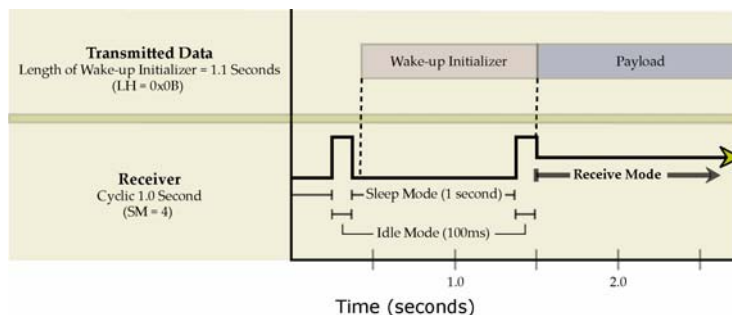 Transmitted Data
Length of Wake-up Initializer = 1.1 Seconds
(LH = 0x0B)
Wake-up Initializer
Payload
Receiver
Cyclic 1.0 Second
(SM = 4)
Sleep Mode (1 second)
Receive Mode
Idle Mode (100ms)
1.0
2.0
Time (seconds)